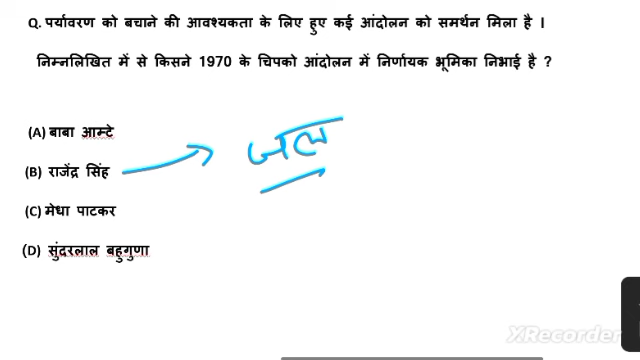 Q. पर्यावरण को बचाने की आवश्यकता के लिए हुए कई आंदोलन को समर्थन मिला है ।
निम्नलिखित में से किसने 1970 के चिपको आंदोलन में निर्णायक भूमिका निभाई है ?
(A) बाबा आम्टे
(B) राजेंद्र सिंह
जल
(C) मेधा पाटकर
(D) सुंदरलाल बहुगुणा
XRecorder